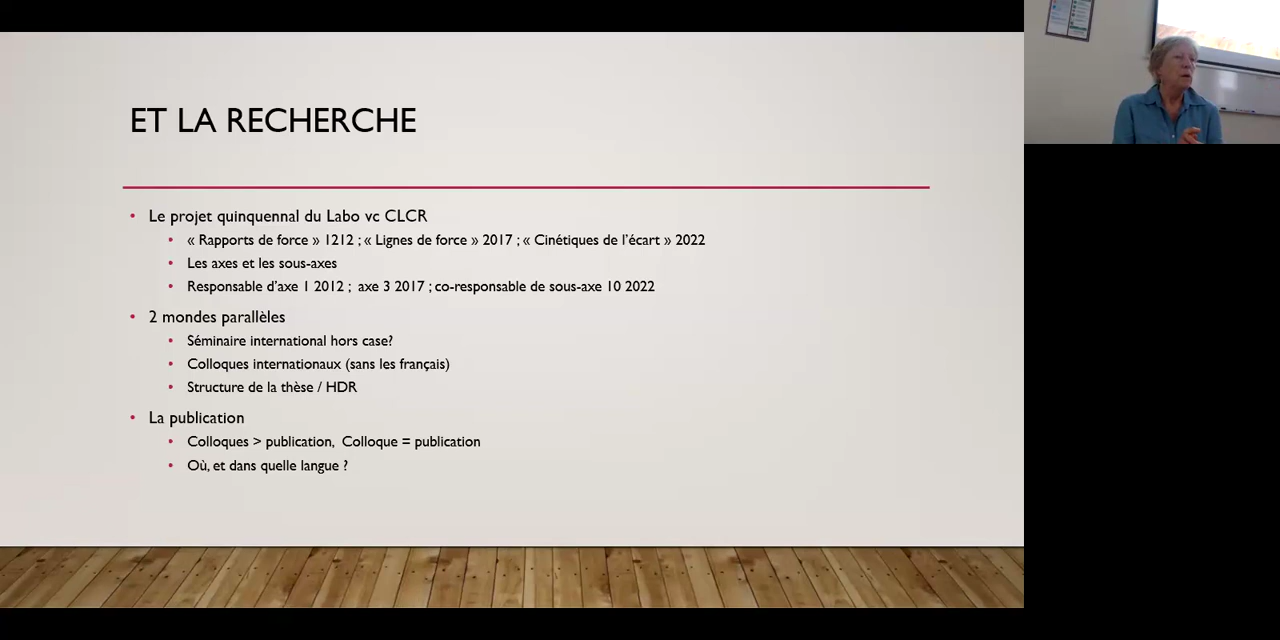 ET LA RECHERCHE
• Le projet quinquennal du Labo vc CLCR
• « Rapports de force » 1212 ; « Lignes de force » 2017 ; « Cinétiques de l’écart » 2022
• Les axes et les sous-axes
• Responsable d’axe 1 2012 ; axe 3 2017 ; co-responsable de sous-axe 10 2022
• 2 mondes parallèles
• Séminaire international hors case?
• Colloques internationaux (sans les français)
• Structure de la thèse / HDR
• La publication
• Colloques > publication, Colloque = publication
• Où, et dans quelle langue ?